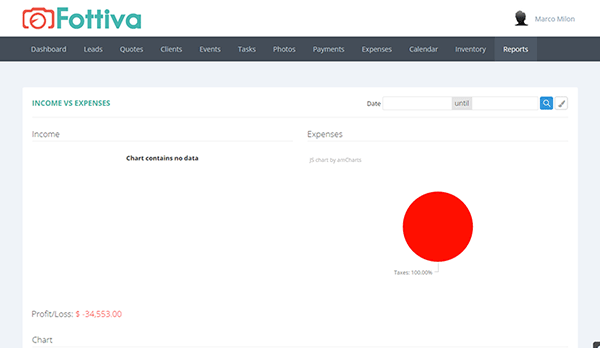 Fottiva
Marco Milon
Dashboard Leads Quotes Clients Events Tasks Photos Payments Expenses Calendar Inventory Reports
INCOME VS EXPENSES
Date until
Income
Expenses
Chart contains no data
JS chart by amCharts
Taxes: 100.00%
Profit/Loss: $ -34,553.00
Chart